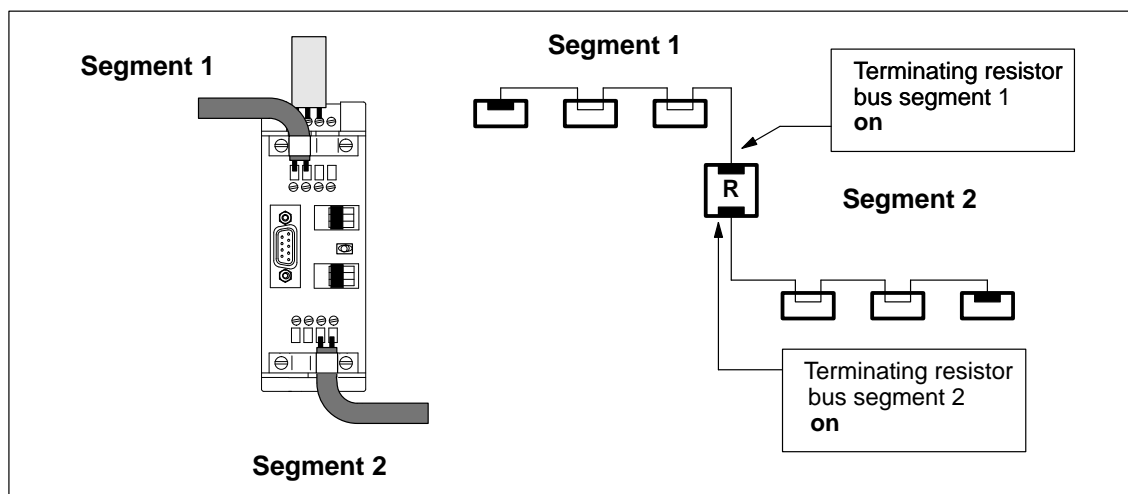 Segment 1
Segment 2
Segment 1
Terminating resistor
bus segment 1
on
R
Segment 2
Terminating resistor
bus segment 2
on